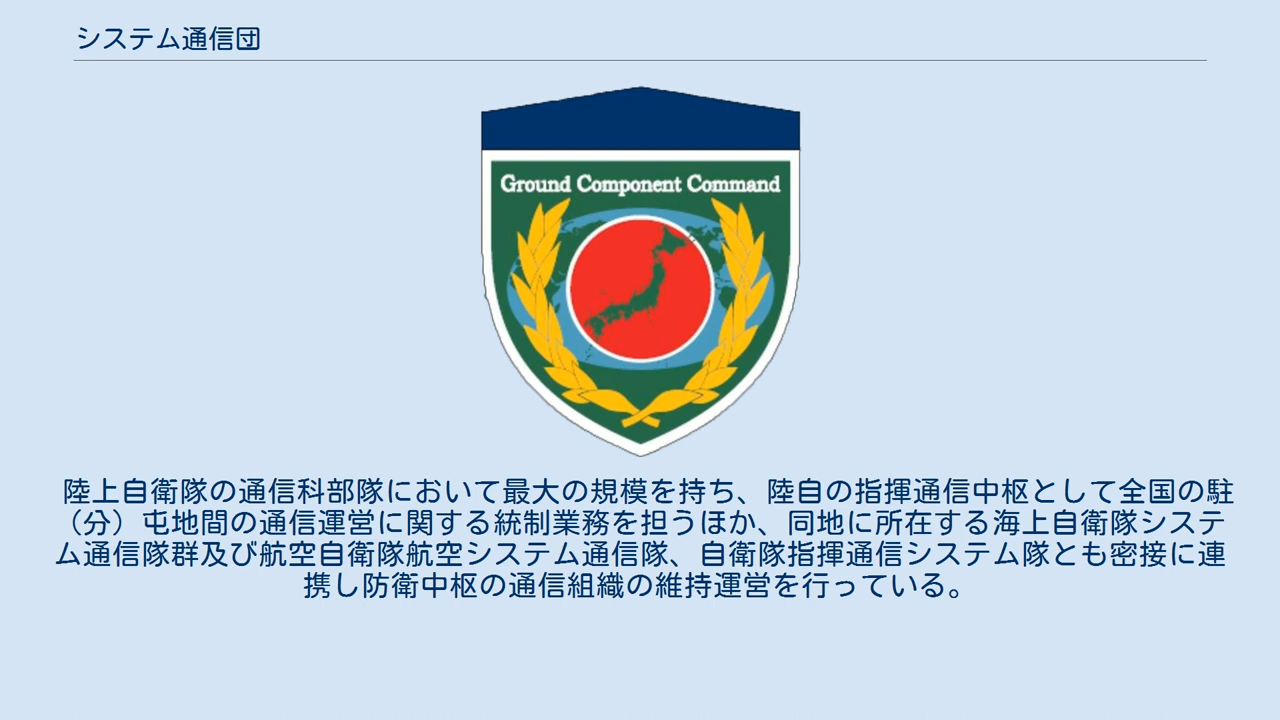 システム通信団
Ground Component Command
陸上自衛隊の通信科部隊において最大の規模を持ち、陸自の指揮通信中枢として全国の駐
（分）屯地間の通信運営に関する統制業務を担うほか、同地に所在する海上自衛隊システ
ム通信隊群及び航空自衛隊航空システム通信隊、自衛隊指揮通信システム隊とも密接に連
携し防衛中枢の通信組織の維持運営を行っている。